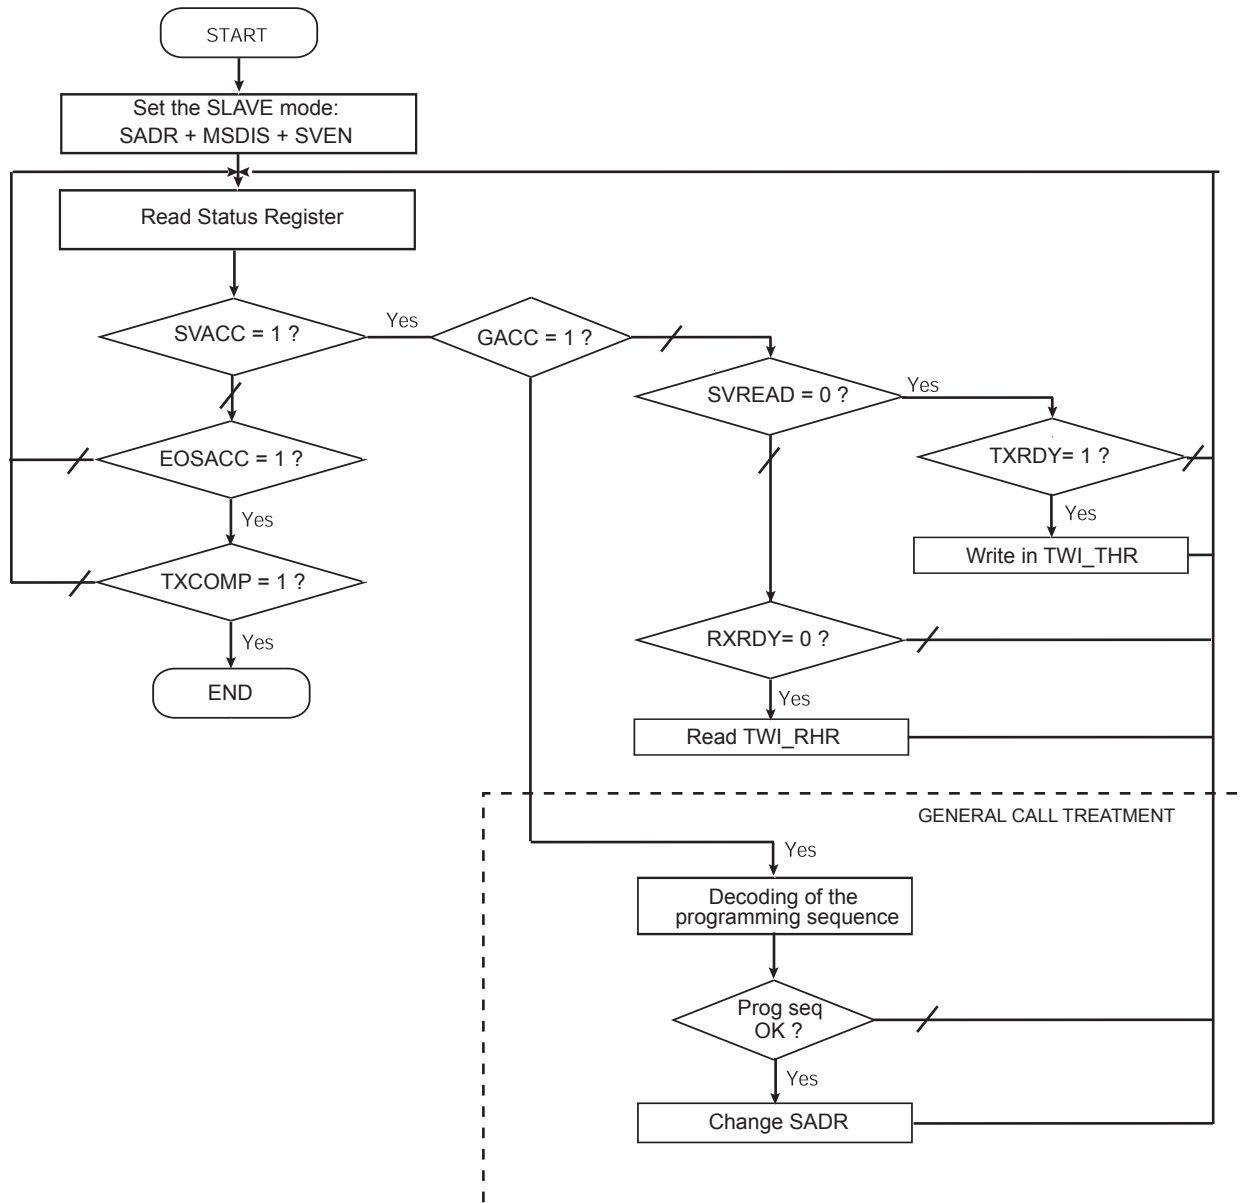 START
Set the SLAVE mode:
SADR + MSDIS + SVEN
Read Status Register
SVACC = 1 ?
Yes
GACC = 1 ?
SVREAD = 0 ?
Yes
EOSACC = 1 ?
TXRDY= 1 ?
Yes
Yes
Write in TWI_THR
TXCOMP = 1 ?
Yes
RXRDY= 0 ?
END
Yes
Read TWI_RHR
GENERAL CALL TREATMENT
Yes
Decoding of the
programming sequence
Prog seq
OK ?
Yes
Change SADR